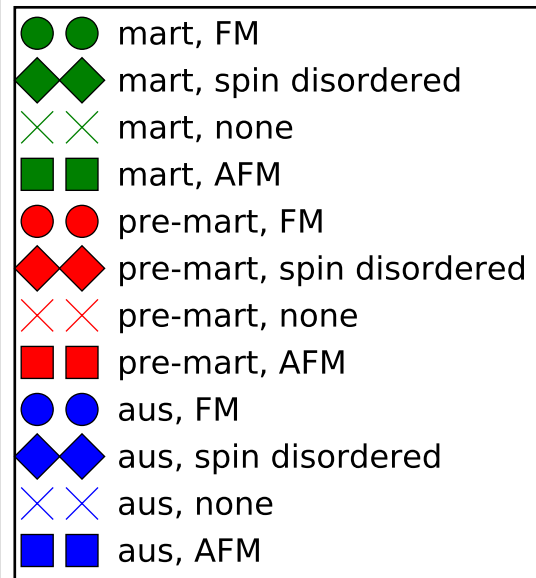 mart, FM
mart, spin disordered
mart, none
mart, AFM
pre-mart, FM
pre-mart, spin disordered
pre-mart, none
pre-mart, AFM
aus, FM
aus, spin disordered
aus, none
aus, AFM